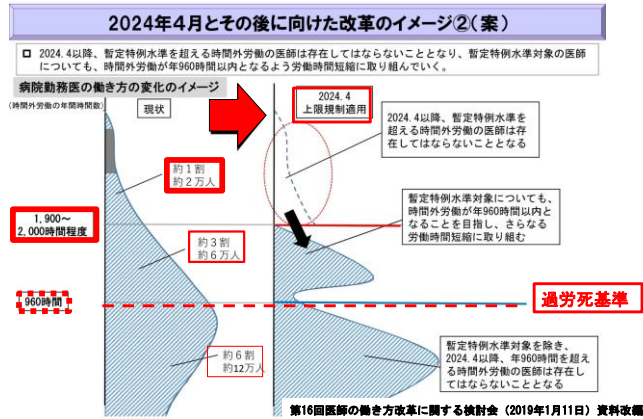 2024年4月とその後に向けた改革のイメージ②(案)
□ 2024.4以降、暫定特例水準を超える時間外労働の医師は存在してはならないこととなり、暫定特例水準対象の医師
についても、時間外労働が年960時間以内となるよう労働時間短縮に取り組んでいく。
病院勤務医の働き方の変化のイメージ
(時間外労働の年間時間数)
現状
2024.4
上限規制適用
2024.4以降、暫定特例水準を
超える時間外労働の医師は存
在してはならないこととなる
約1割
約2万人
暫定特例水準対象についても、
時間外労働が年960時間以内と
なることを目指し、さらなる
労働時間短縮に取り組む
1,900~
2,000時間程度
約3割
約6万人
960時間
過労死基準
約6割
約12万人
暫定特例水準対象を除き、
2024.4以降、年960時間を超え
る時間外労働の医師は存在し
てはならないこととなる
第16回医師の働き方改革に関する検討会(2019年1月11日)資料改編